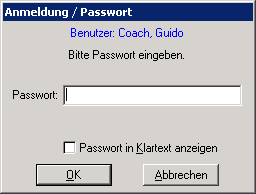 Anmeldung / Passwort
Benutzer: Coach, Guido
Bitte Passwort eingeben.
Passwort:
Passwort in Klartext anzeigen
OK
Abbrechen